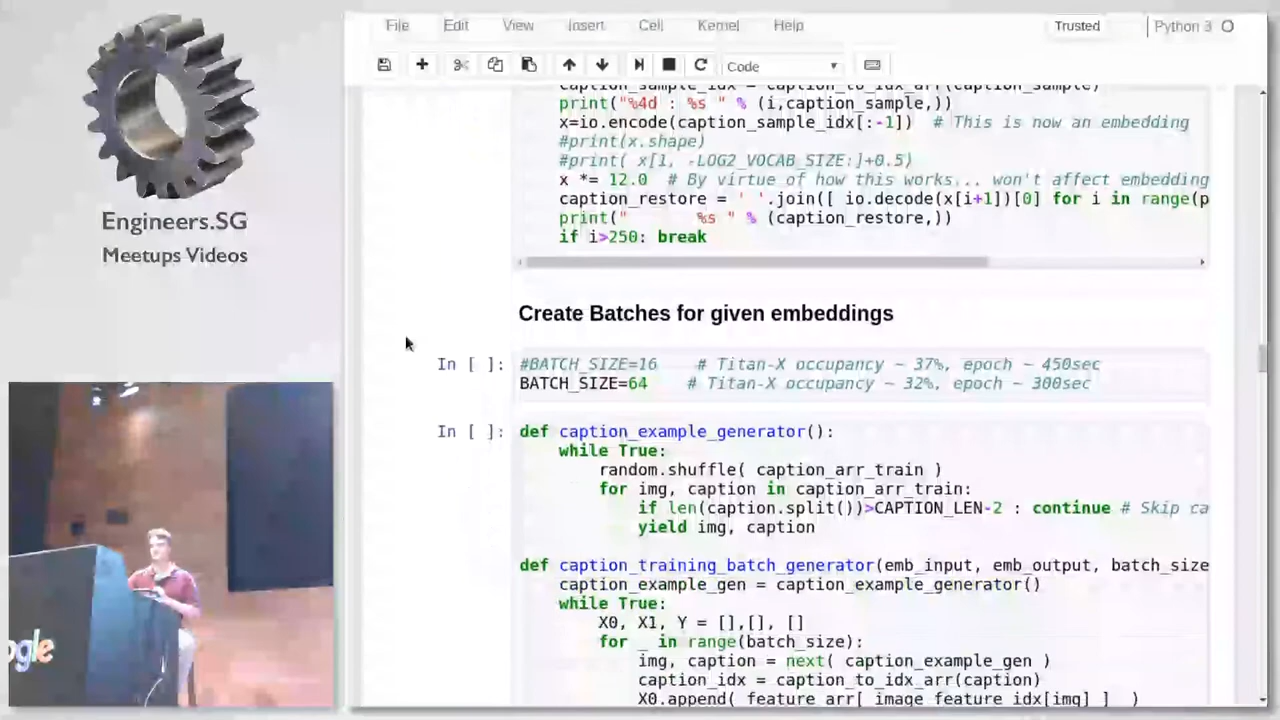 Engineers.SG
Meetups Videos
File Edit View Insert Cell Kernel Help Trusted Python 3
Code
caption_sample_idx = caption_to_idx_arr(caption_sample)
print("%4d : %s " % (i,caption_sample,))
x=io.encode(caption_sample_idx[:-1])  # This is now an embedding
#print(x.shape)
#print( x[1, -LOG2_VOCAB_SIZE:]+0.5)
x *= 12.0  # By virtue of how this works... won't affect embedding
caption_restore = ' '.join([ io.decode(x[i+1])[0] for i in range(p
print("       %s " % (caption_restore,))
if i>250: break
Create Batches for given embeddings
In [ ]: #BATCH_SIZE=16    # Titan-X occupancy ~ 37%, epoch ~ 450sec
BATCH_SIZE=64    # Titan-X occupancy ~ 32%, epoch ~ 300sec
In [ ]: def caption_example_generator():
while True:
random.shuffle( caption_arr_train )
for img, caption in caption_arr_train:
if len(caption.split())>CAPTION_LEN-2 : continue # Skip ca
yield img, caption
def caption_training_batch_generator(emb_input, emb_output, batch_size
caption_example_gen = caption_example_generator()
while True:
X0, X1, Y = [],[], []
for _ in range(batch_size):
img, caption = next( caption_example_gen )
caption_idx = caption_to_idx_arr(caption)
X0.append( feature_arr[ image_feature_idx[img] ]  )
ogle